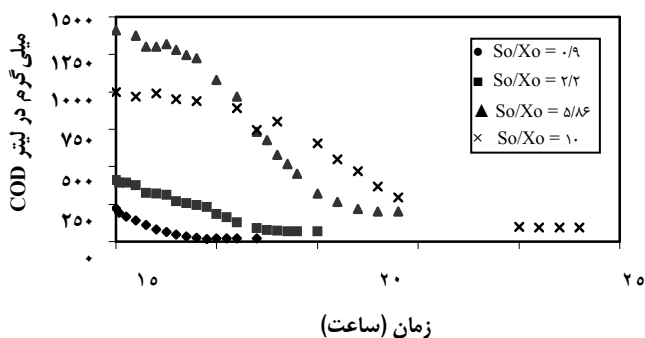 میلی گرم در لیتر COD
۱۵۰۰
۱۲۵۰
۱۰۰۰
۷۵۰
۵۰۰
۲۵۰
۰
So/Xo = ۰/۹
So/Xo = ۲/۲
So/Xo = ۵/۸۶
So/Xo = ۱۰
۱۵ ۲۰ ۲۵
زمان (ساعت)